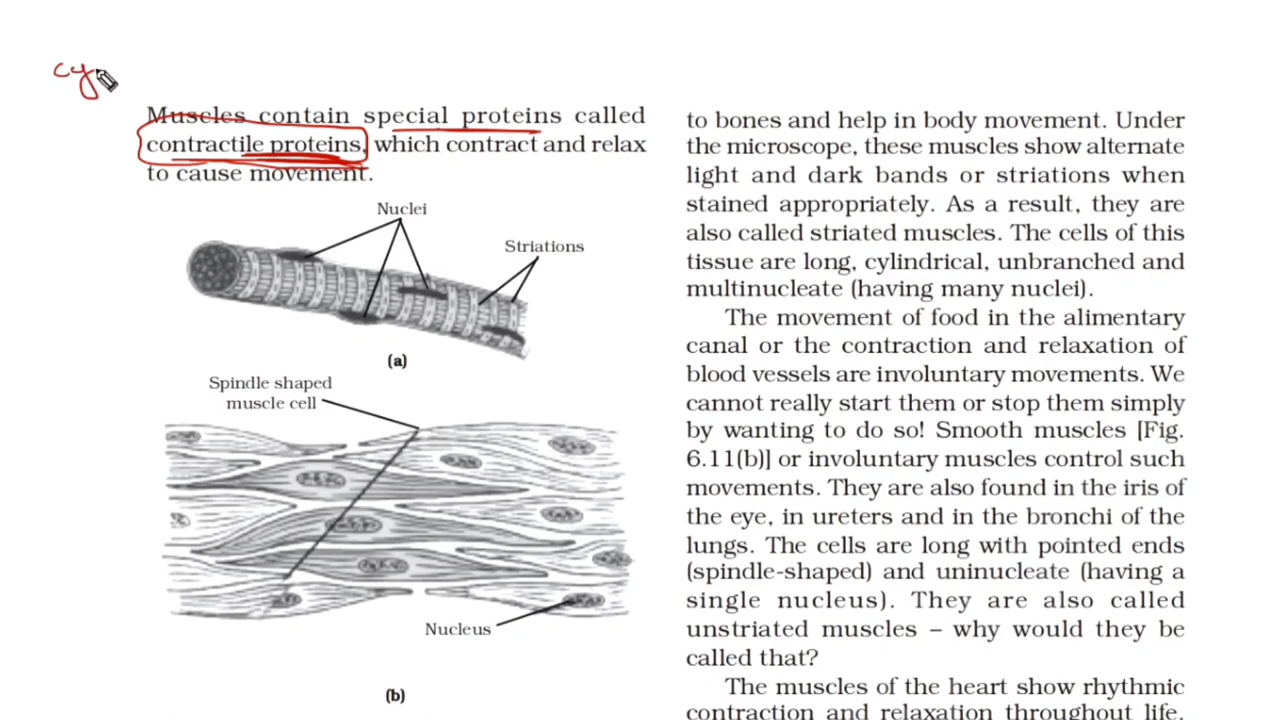 cy
Muscles contain special proteins called
contractile proteins, which contract and relax
to cause movement.
Nuclei
Striations
(a)
Spindle shaped
muscle cell
Nucleus
(b)
to bones and help in body movement. Under
the microscope, these muscles show alternate
light and dark bands or striations when
stained appropriately. As a result, they are
also called striated muscles. The cells of this
tissue are long, cylindrical, unbranched and
multinucleate (having many nuclei).
The movement of food in the alimentary
canal or the contraction and relaxation of
blood vessels are involuntary movements. We
cannot really start them or stop them simply
by wanting to do so! Smooth muscles [Fig.
6.11(b)] or involuntary muscles control such
movements. They are also found in the iris of
the eye, in ureters and in the bronchi of the
lungs. The cells are long with pointed ends
(spindle-shaped) and uninucleate (having a
single nucleus). They are also called
unstriated muscles – why would they be
called that?
The muscles of the heart show rhythmic
contraction and relaxation throughout life.